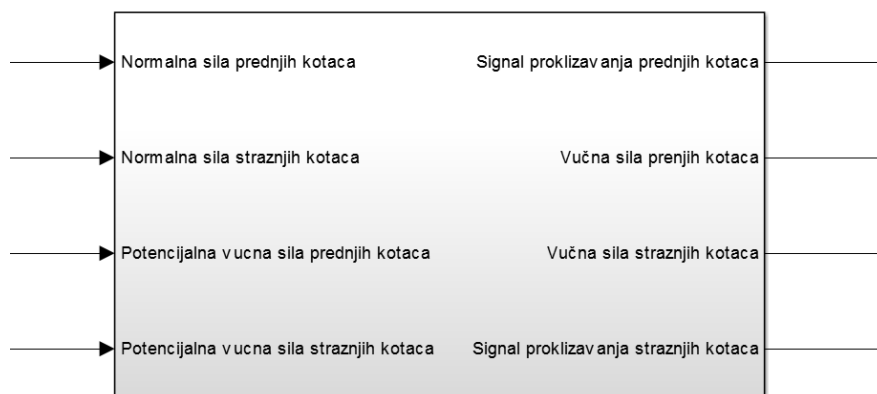 Normalna sila prednjih kotaca
Signal proklizavanja prednjih kotaca
Normalna sila straznjih kotaca
Vučna sila prenjih kotaca
Potencijalna vucna sila prednjih kotaca
Vučna sila straznjih kotaca
Potencijalna vucna sila straznjih kotaca
Signal proklizavanja straznjih kotaca